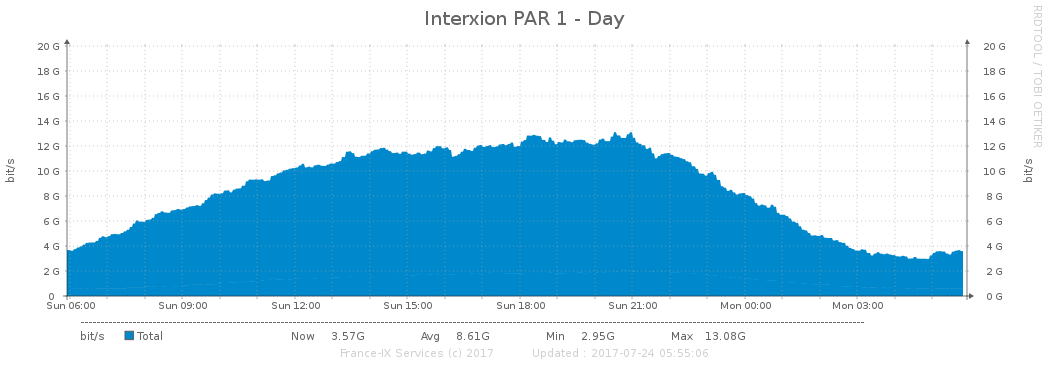 Interxion PAR 1 - Day
RRDTOOL / TOBI OETIKER
20 G 20 G
18 G 18 G
16 G 16 G
14 G 14 G
12 G 12 G
10 G 10 G
8 G 8 G
6 G 6 G
4 G 4 G
2 G 2 G
0 0 G
bit/s
bit/s
Sun 06:00 Sun 09:00 Sun 12:00 Sun 15:00 Sun 18:00 Sun 21:00 Mon 00:00 Mon 03:00
bit/s Total Now 3.57G Avg 8.61G Min 2.95G Max 13.08G
France-IX Services (c) 2017 Updated : 2017-07-24 05:55:06